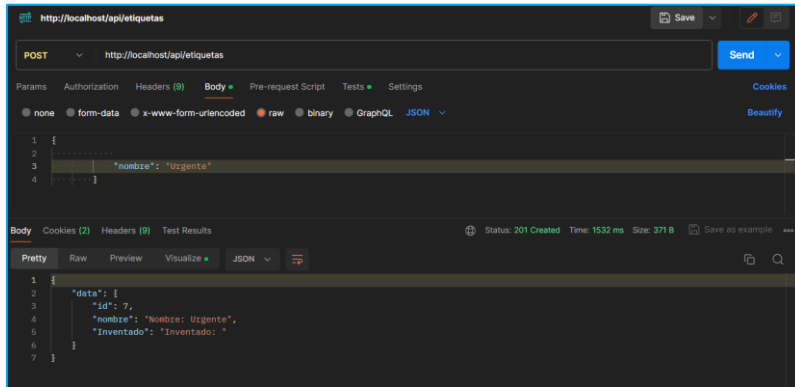 HTTP http://localhost/api/etiquetas Save
POST http://localhost/api/etiquetas Send
Params Authorization Headers (9) Body Pre-request Script Tests Settings Cookies
none form-data x-www-form-urlencoded raw binary GraphQL JSON Beautify
1 {
2
3 "nombre": "Urgente"
4 }
Body Cookies (2) Headers (9) Test Results Status: 201 Created Time: 1532 ms Size: 371 B Save as example
Pretty Raw Preview Visualize JSON
1 {
2 "data": {
3 "id": 7,
4 "nombre": "Nombre: Urgente",
5 "Inventado": "Inventado: "
6 }
7 }